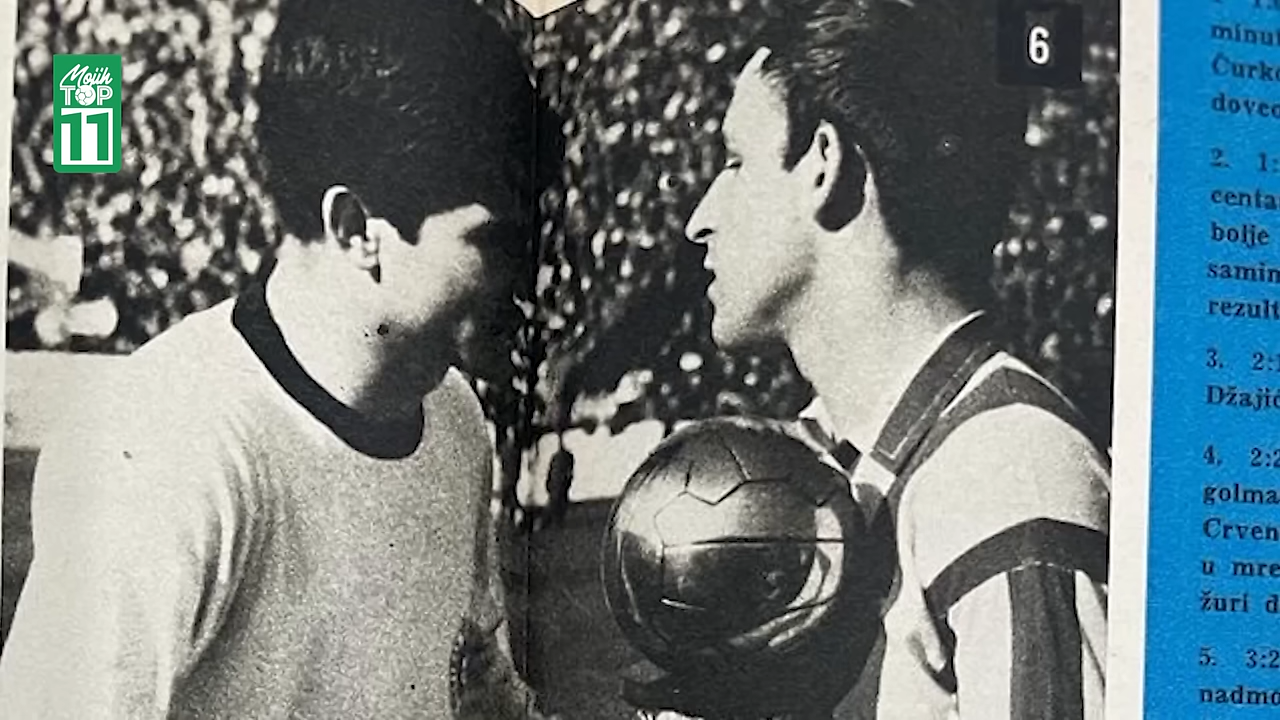 Mojih
TOP
11
6
minut
Čurko
doved
2. 1:
centa
bolje
samin
rezult
3. 2:1
Džajić
4. 2:2
golma
Crven
u mre
žuri d
5. 3:2
nadmo